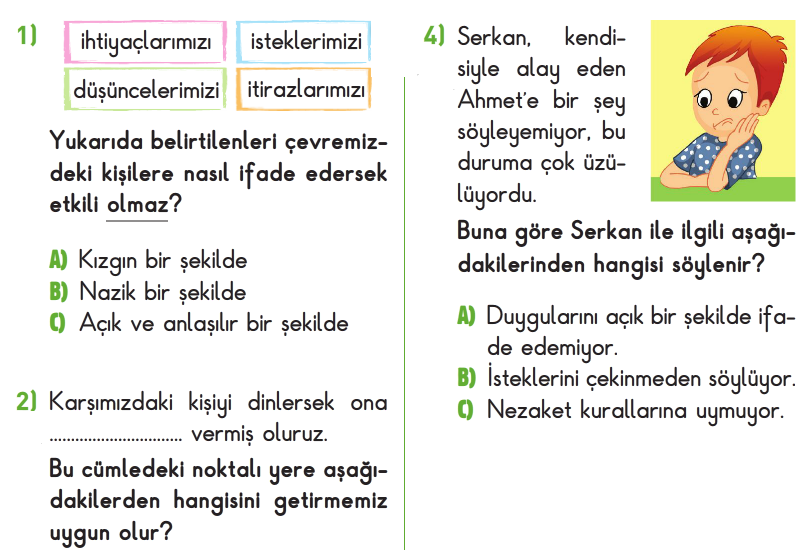 1)
ihtiyaçlarımızı
isteklerimizi
düşüncelerimizi
itirazlarımızı
Yukarıda belirtilenleri çevremiz-
deki kişilere nasıl ifade edersek
etkili olmaz?
A) Kızgın bir şekilde
B) Nazik bir şekilde
C) Açık ve anlaşılır bir şekilde
2) Karşımızdaki kişiyi dinlersek ona
............................... vermiş oluruz.
Bu cümledeki noktalı yere aşağı-
dakilerden hangisini getirmemiz
uygun olur?
4) Serkan, kendi-
siyle alay eden
Ahmet'e bir şey
söyleyemiyor, bu
duruma çok üzü-
lüyordu.
Buna göre Serkan ile ilgili aşağı-
dakilerinden hangisi söylenir?
A) Duygularını açık bir şekilde ifa-
de edemiyor.
B) İsteklerini çekinmeden söylüyor.
C) Nezaket kurallarına uymuyor.